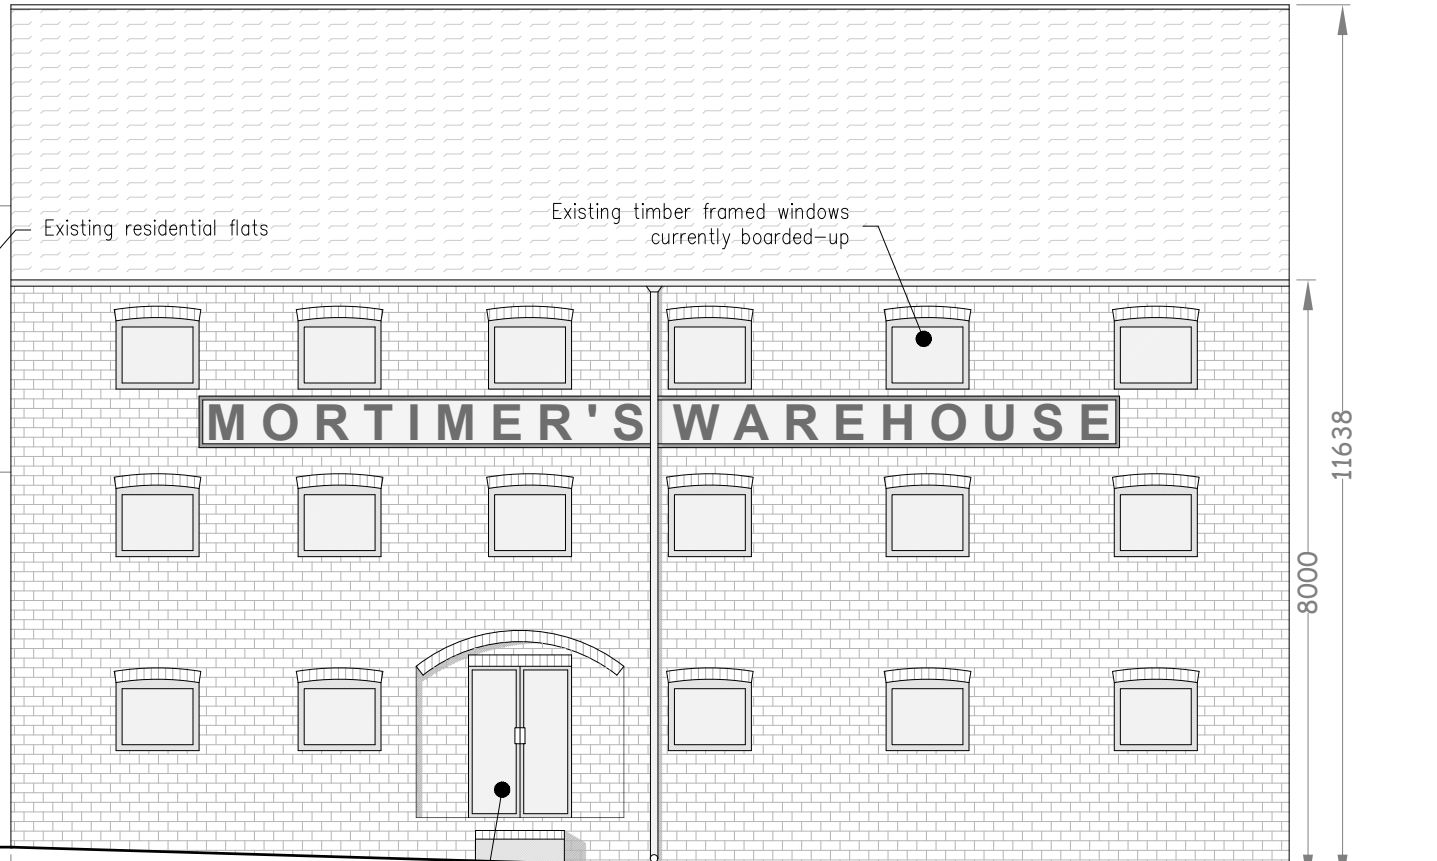 Existing timber framed windows
currently boarded-up
Existing residential flats
MORTIMER'S WAREHOUSE
11638
8000